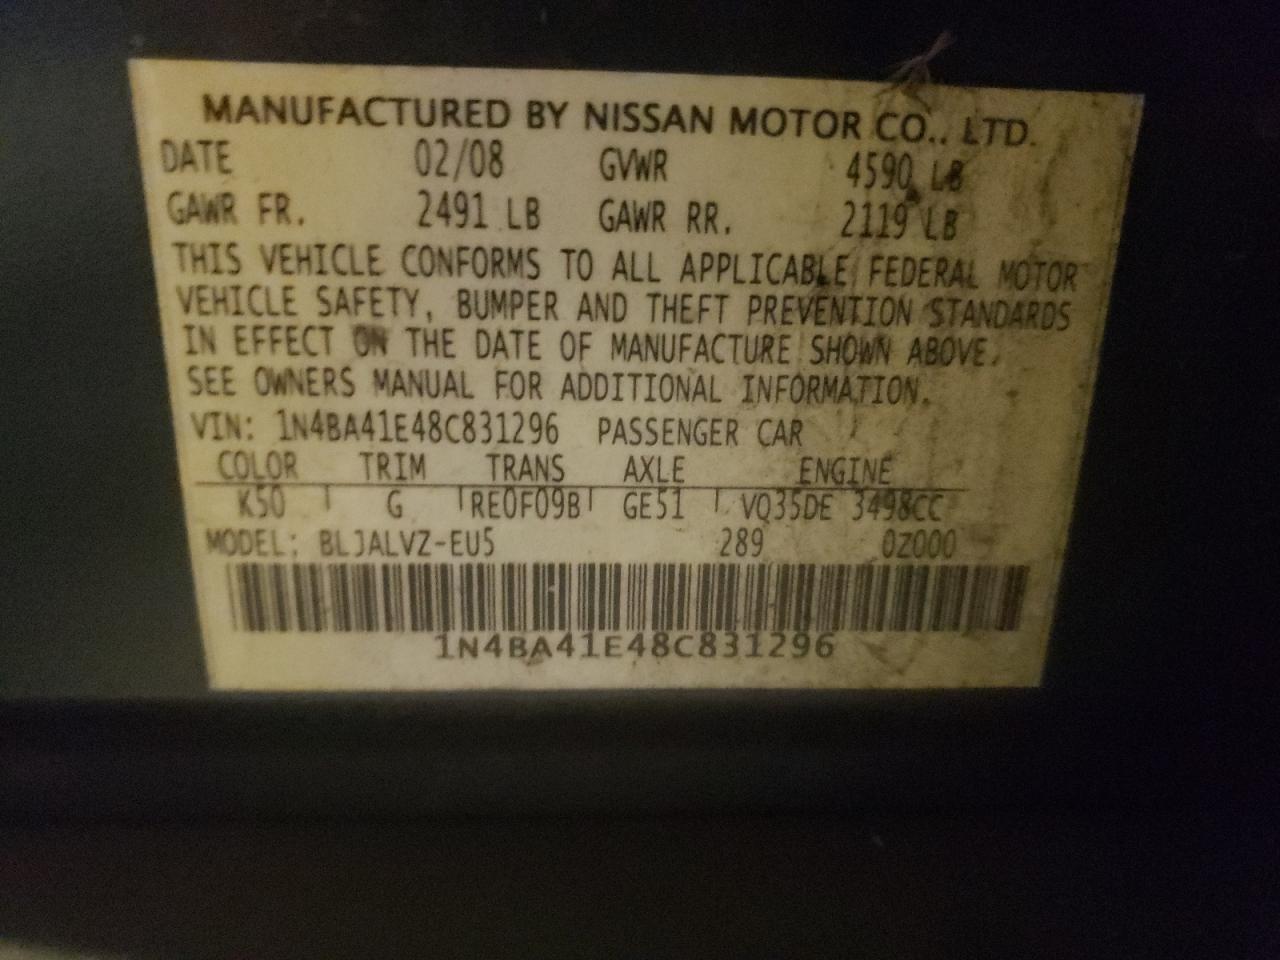 MANUFACTURED BY NISSAN MOTOR CO., LTD.
DATE 02/08 GVWR 4590 LB
GAWR FR. 2491 LB GAWR RR. 2119 LB
THIS VEHICLE CONFORMS TO ALL APPLICABLE FEDERAL MOTOR
VEHICLE SAFETY, BUMPER AND THEFT PREVENTION STANDARDS
IN EFFECT ON THE DATE OF MANUFACTURE SHOWN ABOVE.
SEE OWNERS MANUAL FOR ADDITIONAL INFORMATION.
VIN: 1N4BA41E48C831296 PASSENGER CAR
COLOR TRIM TRANS AXLE ENGINE
K50 G RE0F09B GE51 VQ35DE 3498CC
MODEL: BLJALVZ-EU5 289 0Z000
1N4BA41E48C831296